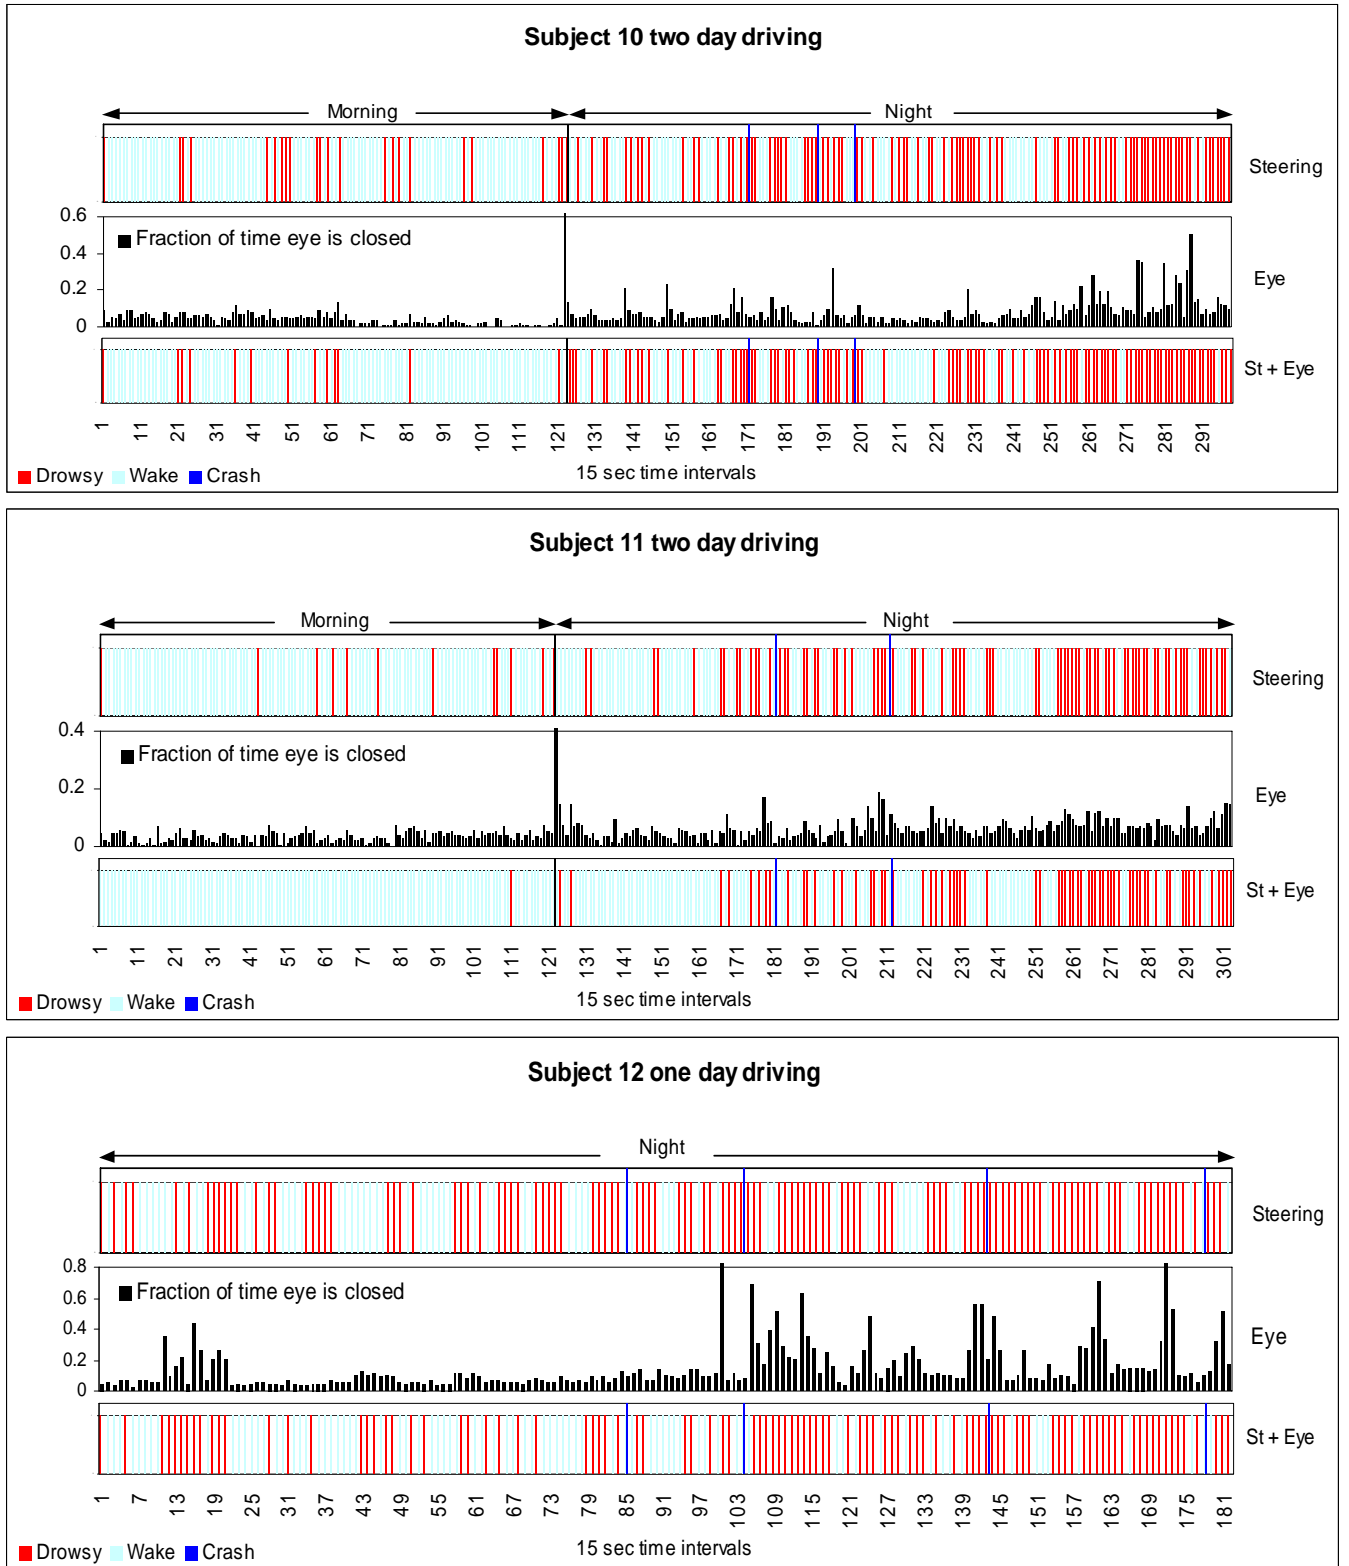 Subject 10 two day driving
Morning Night
Steering
0.6
0.4
0.2
0
Fraction of time eye is closed
Eye
St + Eye
1 11 21 31 41 51 61 71 81 91 101 111 121 131 141 151 161 171 181 191 201 211 221 231 241 251 261 271 281 291
Drowsy Wake Crash
15 sec time intervals
Subject 11 two day driving
Morning Night
Steering
0.4
0.2
0
Fraction of time eye is closed
Eye
St + Eye
1 11 21 31 41 51 61 71 81 91 101 111 121 131 141 151 161 171 181 191 201 211 221 231 241 251 261 271 281 291 301
Drowsy Wake Crash
15 sec time intervals
Subject 12 one day driving
Night
Steering
0.8
0.6
0.4
0.2
0
Fraction of time eye is closed
Eye
St + Eye
1 7 13 19 25 31 37 43 49 55 61 67 73 79 85 91 97 103 109 115 121 127 133 139 145 151 157 163 169 175 181
Drowsy Wake Crash
15 sec time intervals